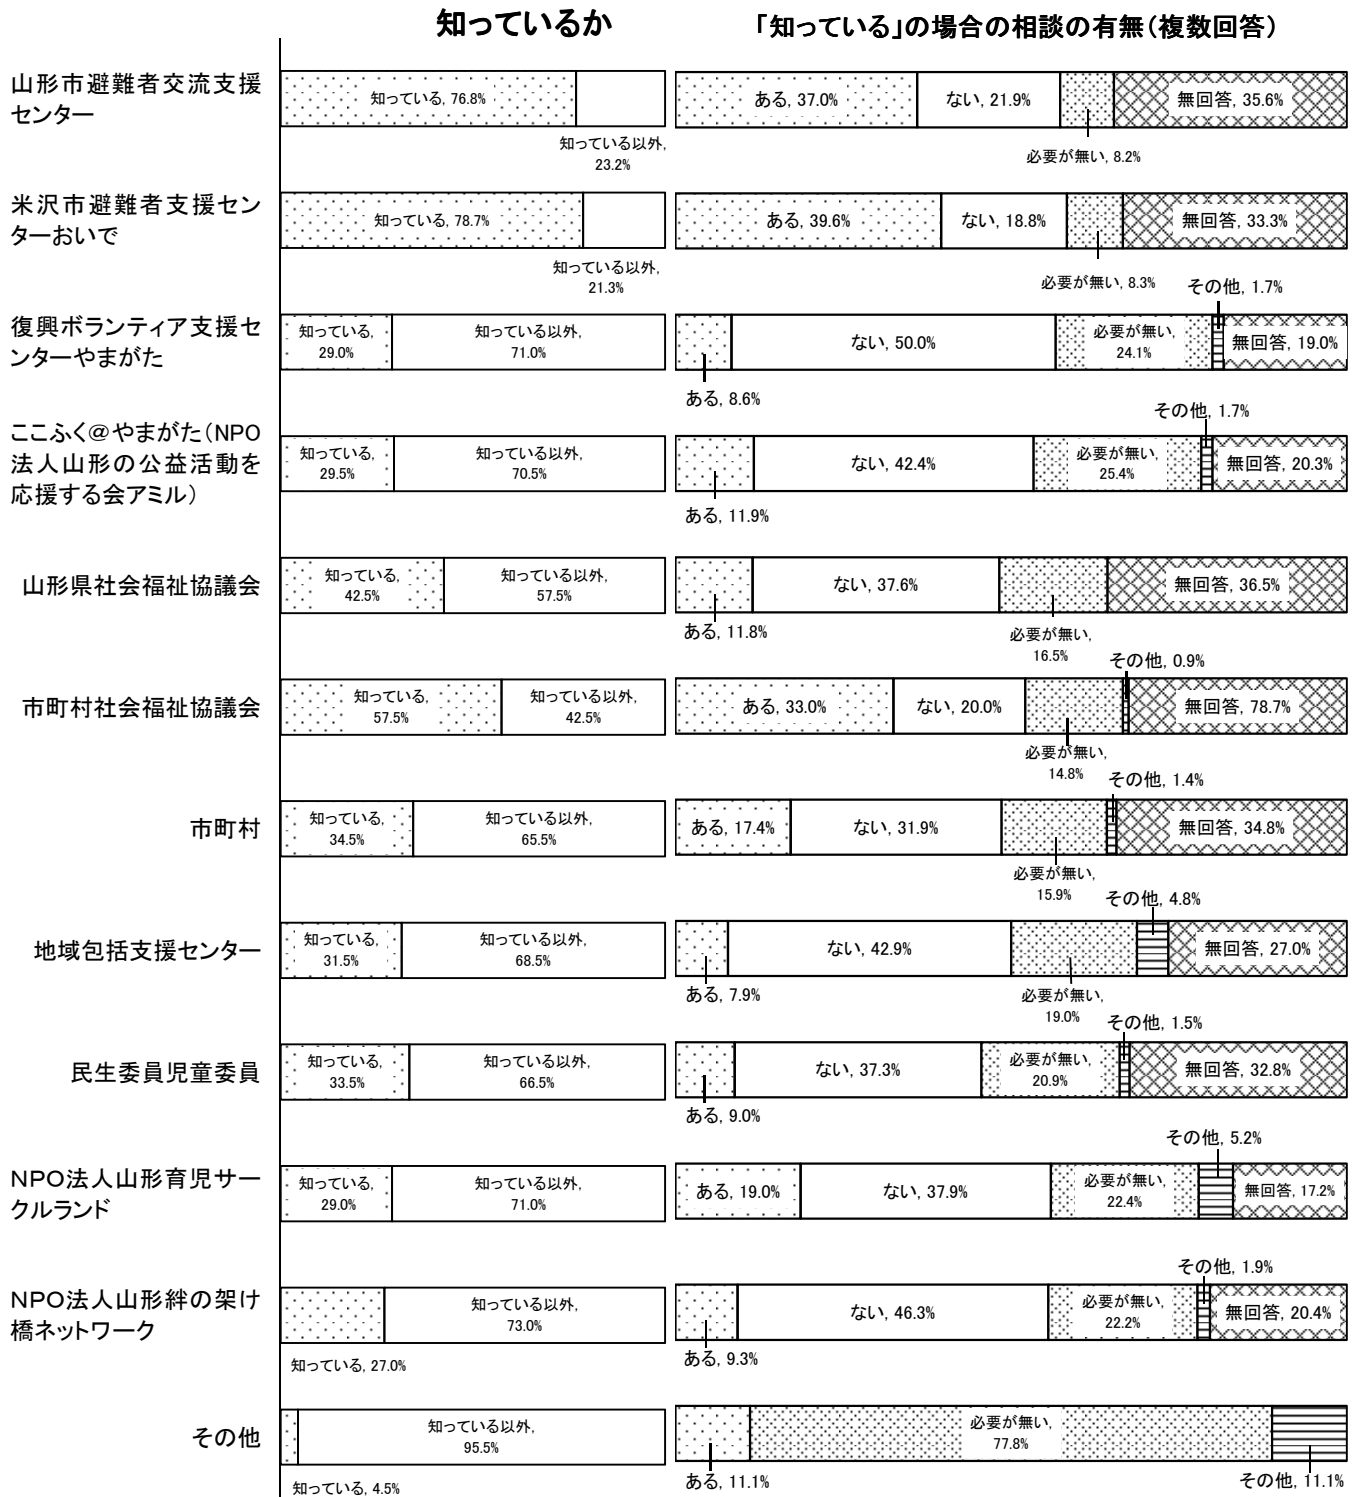 知っているか
「知っている」の場合の相談の有無(複数回答)
山形市避難者交流支援
センター
知っている, 76.8%
知っている以外,
23.2%
ある, 37.0%
ない, 21.9%
必要が無い, 8.2%
無回答, 35.6%
米沢市避難者支援セン
ターおいで
知っている, 78.7%
知っている以外,
21.3%
ある, 39.6%
ない, 18.8%
必要が無い, 8.3%
無回答, 33.3%
復興ボランティア支援セ
ンターやまがた
知っている,
29.0%
知っている以外,
71.0%
ある, 8.6%
ない, 50.0%
必要が無い,
24.1%
その他, 1.7%
無回答, 19.0%
ここふく@やまがた(NPO
法人山形の公益活動を
応援する会アミル)
知っている,
29.5%
知っている以外,
70.5%
ある, 11.9%
ない, 42.4%
必要が無い,
25.4%
その他, 1.7%
無回答, 20.3%
山形県社会福祉協議会
知っている,
42.5%
知っている以外,
57.5%
ある, 11.8%
ない, 37.6%
必要が無い,
16.5%
無回答, 36.5%
市町村社会福祉協議会
知っている,
57.5%
知っている以外,
42.5%
ある, 33.0%
ない, 20.0%
必要が無い,
14.8%
その他, 0.9%
無回答, 78.7%
市町村
知っている,
34.5%
知っている以外,
65.5%
ある, 17.4%
ない, 31.9%
必要が無い,
15.9%
その他, 1.4%
無回答, 34.8%
地域包括支援センター
知っている,
31.5%
知っている以外,
68.5%
ある, 7.9%
ない, 42.9%
必要が無い,
19.0%
その他, 4.8%
無回答, 27.0%
民生委員児童委員
知っている,
33.5%
知っている以外,
66.5%
ある, 9.0%
ない, 37.3%
必要が無い,
20.9%
その他, 1.5%
無回答, 32.8%
NPO法人山形育児サー
クルランド
知っている,
29.0%
知っている以外,
71.0%
ある, 19.0%
ない, 37.9%
必要が無い,
22.4%
その他, 5.2%
無回答, 17.2%
NPO法人山形絆の架け
橋ネットワーク
知っている, 27.0%
知っている以外,
73.0%
ある, 9.3%
ない, 46.3%
必要が無い,
22.2%
その他, 1.9%
無回答, 20.4%
その他
知っている, 4.5%
知っている以外,
95.5%
ある, 11.1%
必要が無い,
77.8%
その他, 11.1%